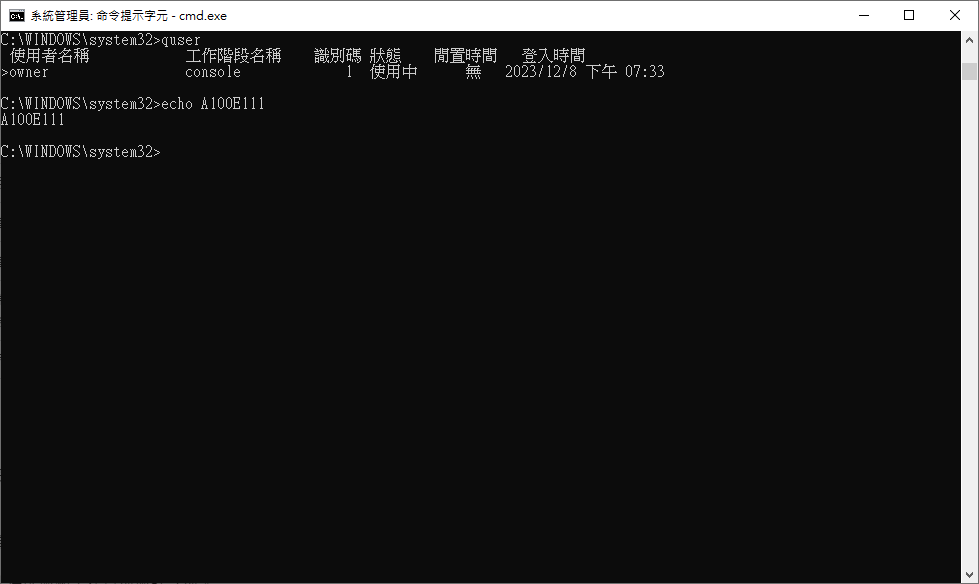 系統管理員: 命令提示字元 - cmd.exe
C:\WINDOWS\system32>quser
 使用者名稱            工作階段名稱    識別碼 狀態    閒置時間   登入時間
>owner                 console             1  使用中      無   2023/12/8 下午 07:33
C:\WINDOWS\system32>echo A100E111
A100E111
C:\WINDOWS\system32>